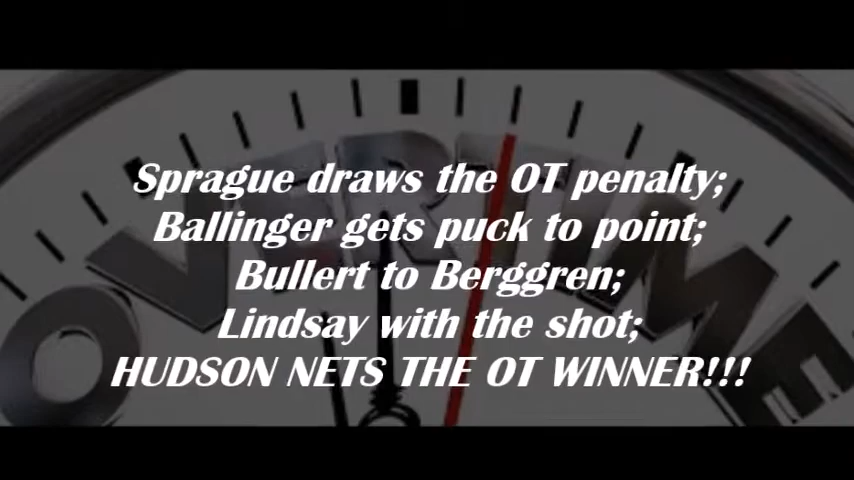 OVERTIME
Sprague draws the OT penalty;
Ballinger gets puck to point;
Bullert to Berggren;
Lindsay with the shot;
HUDSON NETS THE OT WINNER!!!